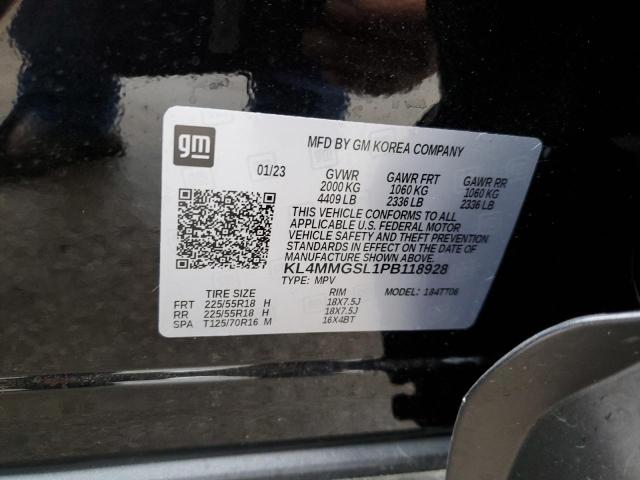 gm
MFD BY GM KOREA COMPANY
01/23 GVWR GAWR FRT GAWR RR
2000 KG 1060 KG 1060 KG
4409 LB 2336 LB 2336 LB
THIS VEHICLE CONFORMS TO ALL
APPLICABLE U.S. FEDERAL MOTOR
VEHICLE SAFETY AND THEFT PREVENTION
STANDARDS IN EFFECT ON THE DATE OF
MANUFACTURE SHOWN ABOVE.
KL4MMGSL1PB118928
TYPE: MPV
TIRE SIZE RIM MODEL: 184TT06
FRT 225/55R18 H 18X7.5J
RR 225/55R18 H 18X7.5J
SPA T125/70R16 M 16X4BT